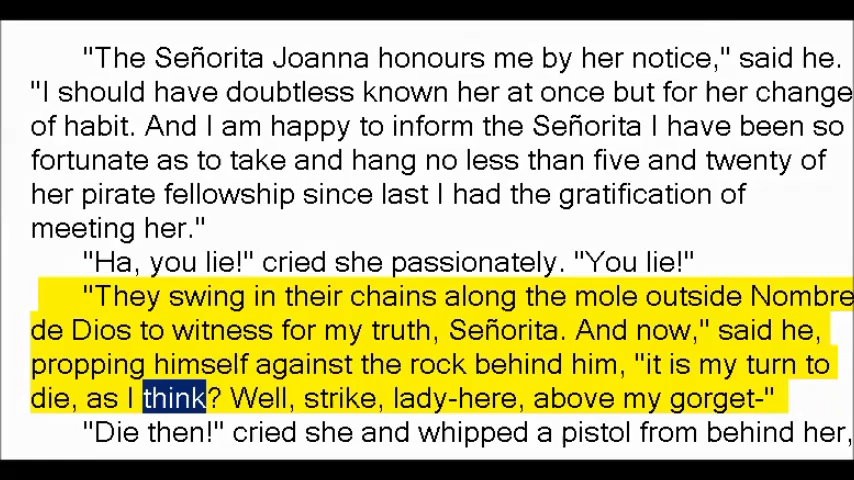 "The Señorita Joanna honours me by her notice," said he.
"I should have doubtless known her at once but for her change
of habit. And I am happy to inform the Señorita I have been so
fortunate as to take and hang no less than five and twenty of
her pirate fellowship since last I had the gratification of
meeting her."
"Ha, you lie!" cried she passionately. "You lie!"
"They swing in their chains along the mole outside Nombre
de Dios to witness for my truth, Señorita. And now," said he,
propping himself against the rock behind him, "it is my turn to
die, as I think? Well, strike, lady-here, above my gorget-"
"Die then!" cried she and whipped a pistol from behind her,